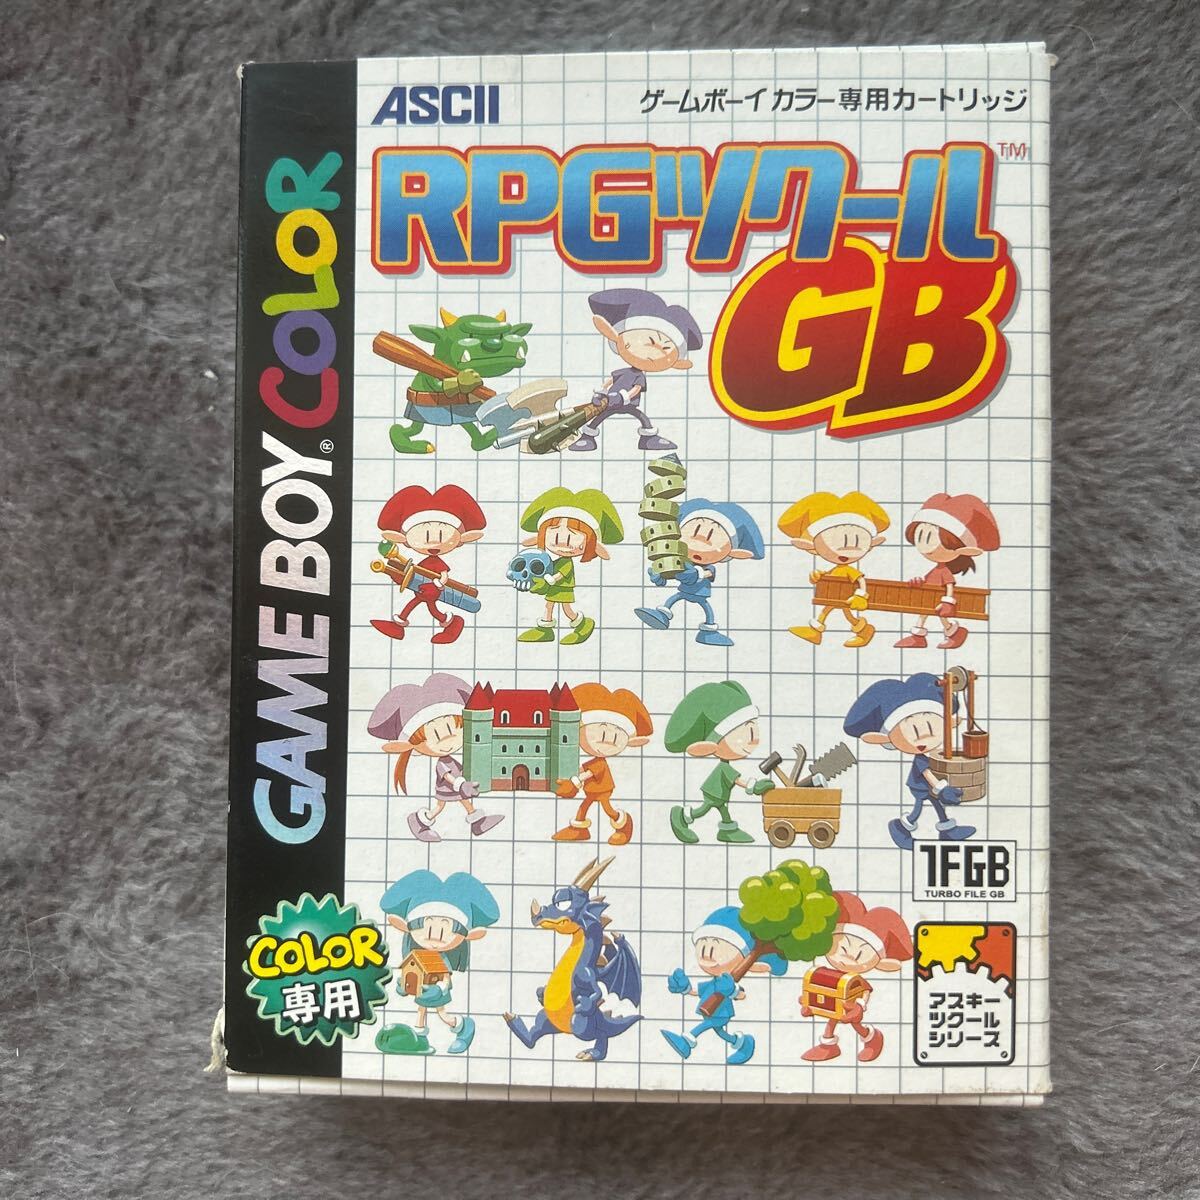 ASCII
ゲームボーイカラー専用カートリッジ
RPGツクール™
GB
GAME BOY® COLOR
TFGB
TURBO FILE GB
COLOR
専用
アスキー
ツクール
シリーズ